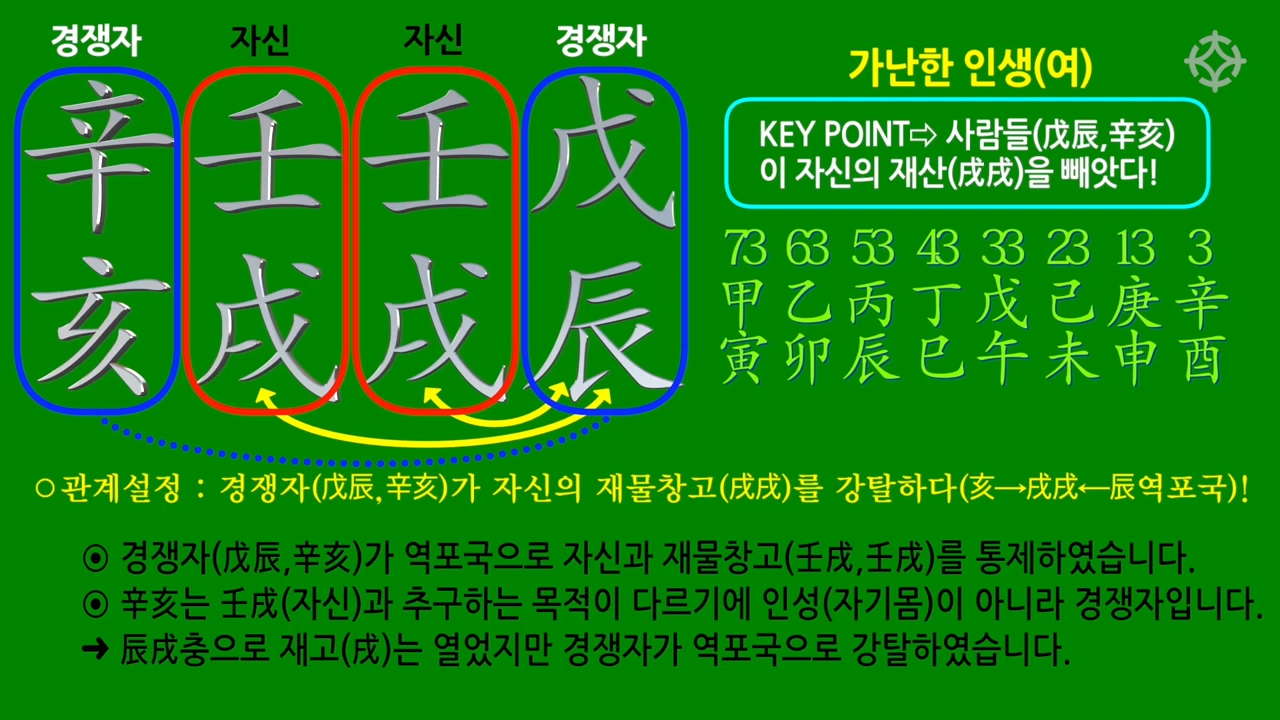 경쟁자 자신 자신 경쟁자
辛 壬 壬 戊
亥 戌 戌 辰
가난한 인생(여)
KEY POINT⇨ 사람들(戊辰,辛亥)
이 자신의 재산(戌戌)을 빼앗다!
73 63 53 43 33 23 13 3
甲 乙 丙 丁 戊 己 庚 辛
寅 卯 辰 巳 午 未 申 酉
○관계설정 : 경쟁자(戊辰,辛亥)가 자신의 재물창고(戌戌)를 강탈하다(亥→戌戌←辰역포국)!
◉ 경쟁자(戊辰,辛亥)가 역포국으로 자신과 재물창고(壬戌,壬戌)를 통제하였습니다.
◉ 辛亥는 壬戌(자신)과 추구하는 목적이 다르기에 인성(자기몸)이 아니라 경쟁자입니다.
➜ 辰戌충으로 재고(戌)는 열었지만 경쟁자가 역포국으로 강탈하였습니다.